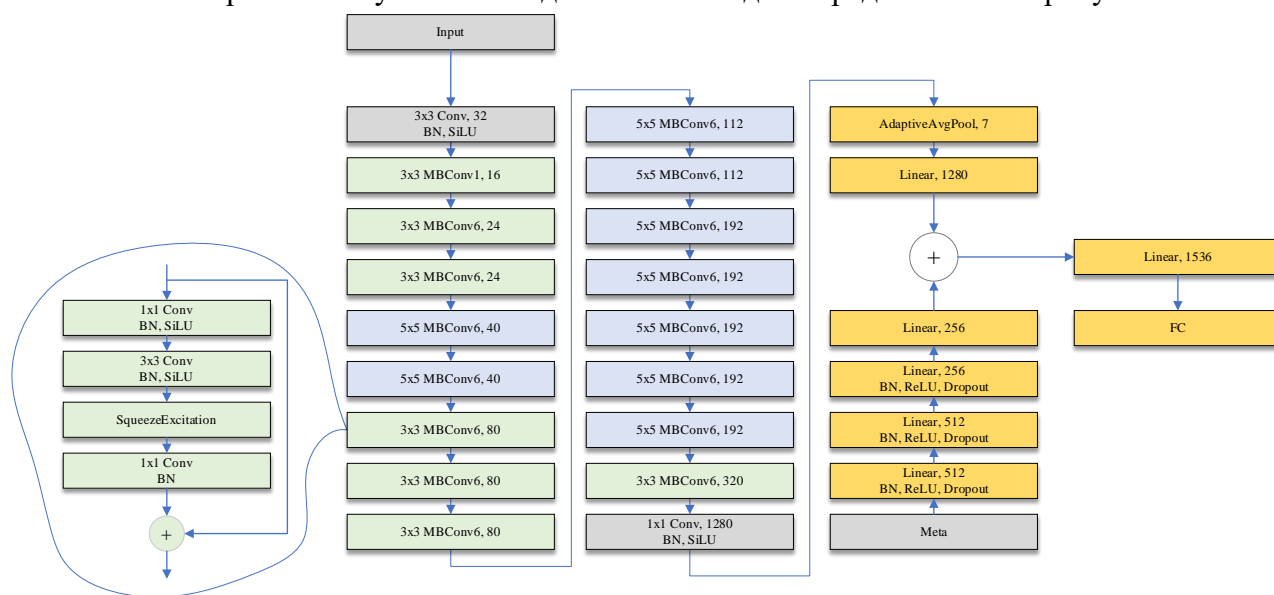 Input
3x3 Conv, 32
BN, SiLU
3x3 MBConv1, 16
3x3 MBConv6, 24
3x3 MBConv6, 24
5x5 MBConv6, 40
5x5 MBConv6, 40
3x3 MBConv6, 80
3x3 MBConv6, 80
3x3 MBConv6, 80
1x1 Conv
BN, SiLU
3x3 Conv
BN, SiLU
SqueezeExcitation
1x1 Conv
BN
+
5x5 MBConv6, 112
5x5 MBConv6, 112
5x5 MBConv6, 192
5x5 MBConv6, 192
5x5 MBConv6, 192
5x5 MBConv6, 192
5x5 MBConv6, 192
3x3 MBConv6, 320
1x1 Conv, 1280
BN, SiLU
AdaptiveAvgPool, 7
Linear, 1280
+
Linear, 256
Linear, 256
BN, ReLU, Dropout
Linear, 512
BN, ReLU, Dropout
Linear, 512
BN, ReLU, Dropout
Meta
Linear, 1536
FC